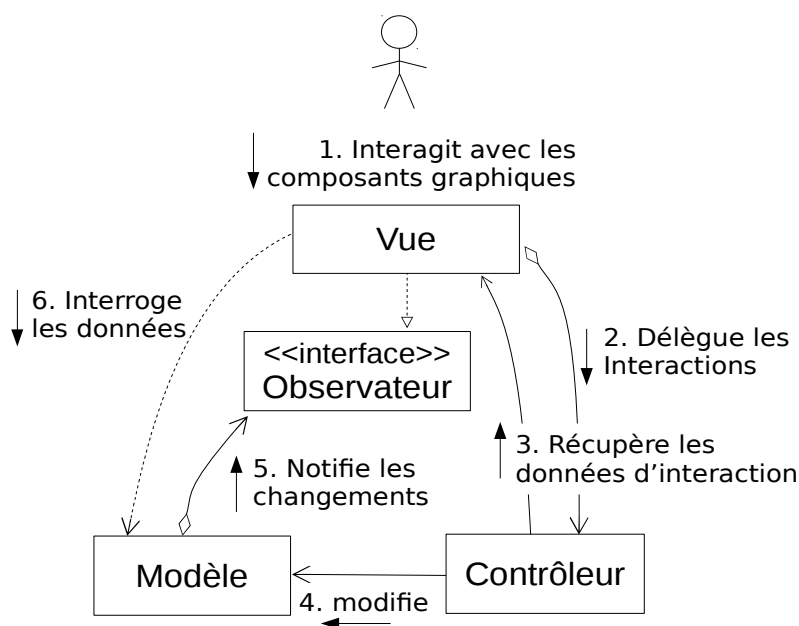 1. Interagit avec les
composants graphiques
Vue
6. Interroge
les données
<<interface>>
Observateur
2. Délègue les
Interactions
3. Récupère les
données d'interaction
5. Notifie les
changements
Modèle
Contrôleur
4. modifie